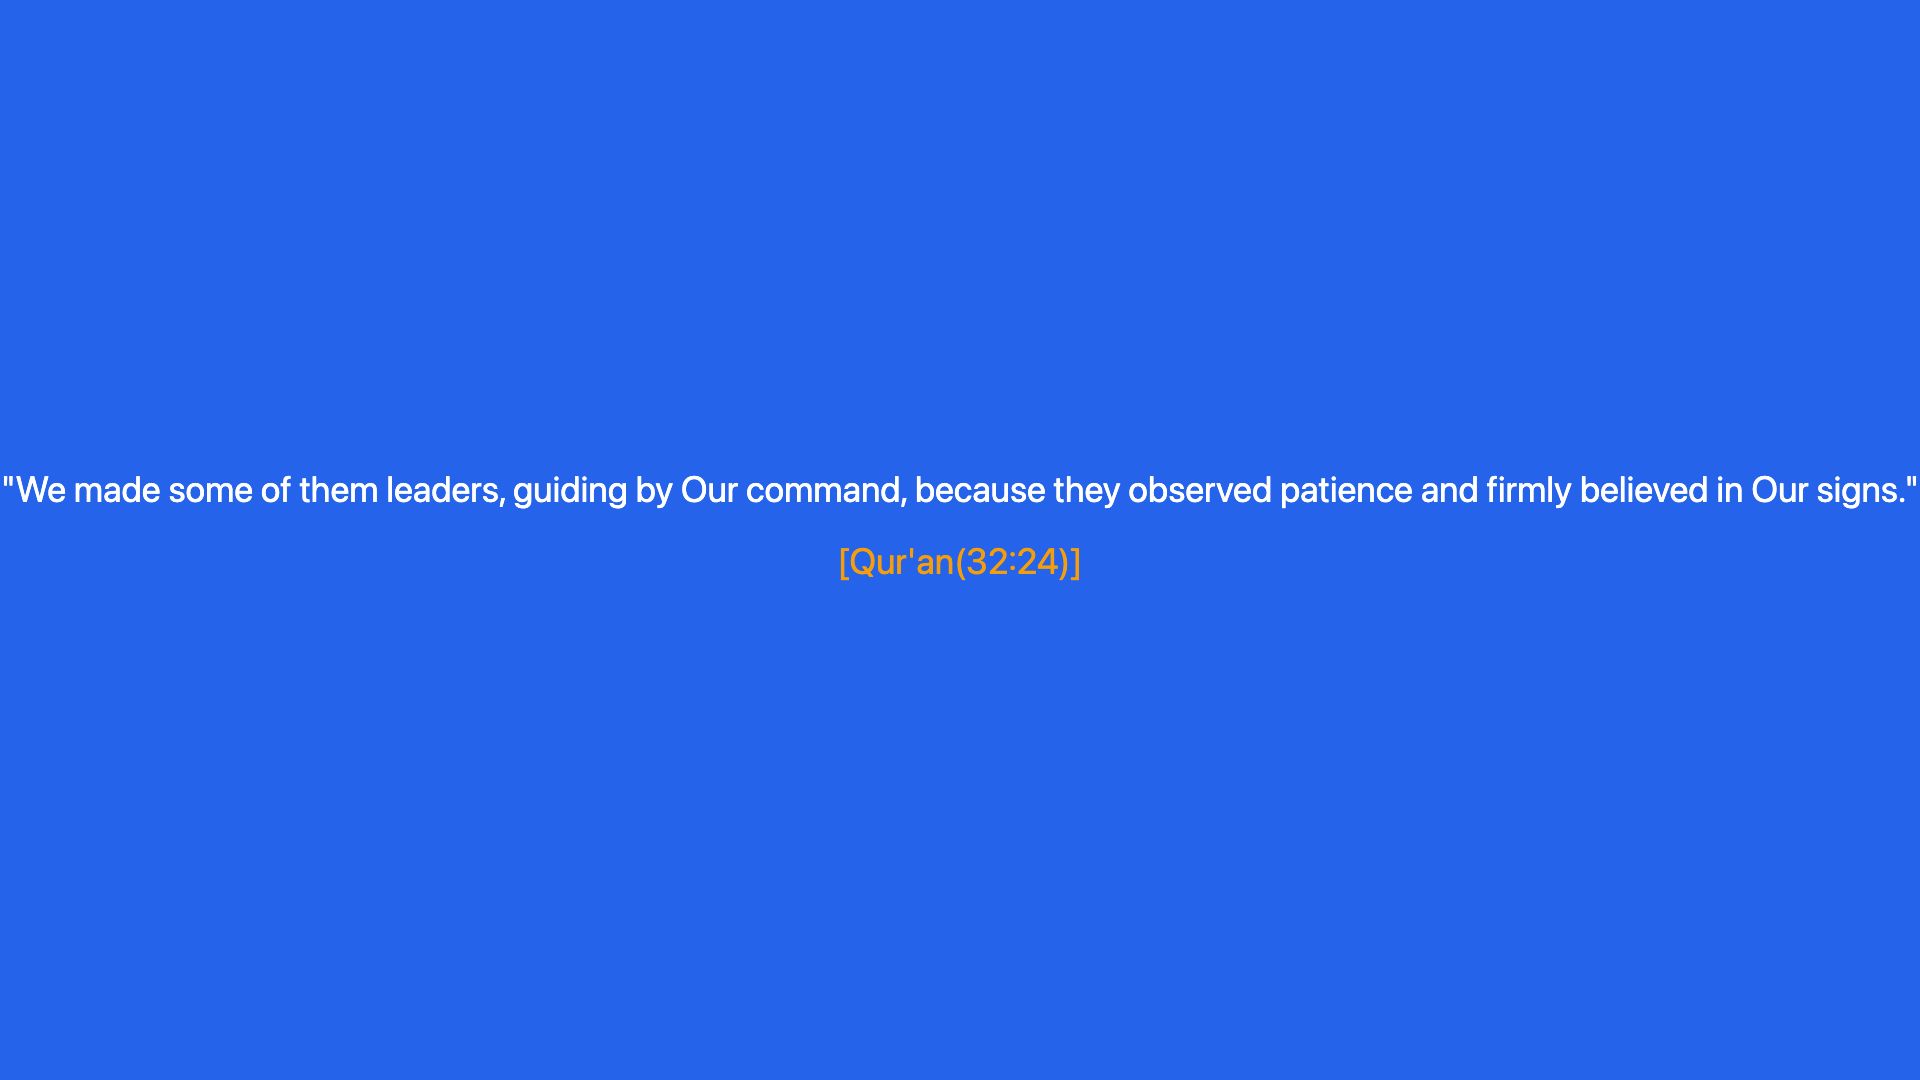 "We made some of them leaders, guiding by Our command, because they observed patience and firmly believed in Our signs."
[Qur'an(32:24)]